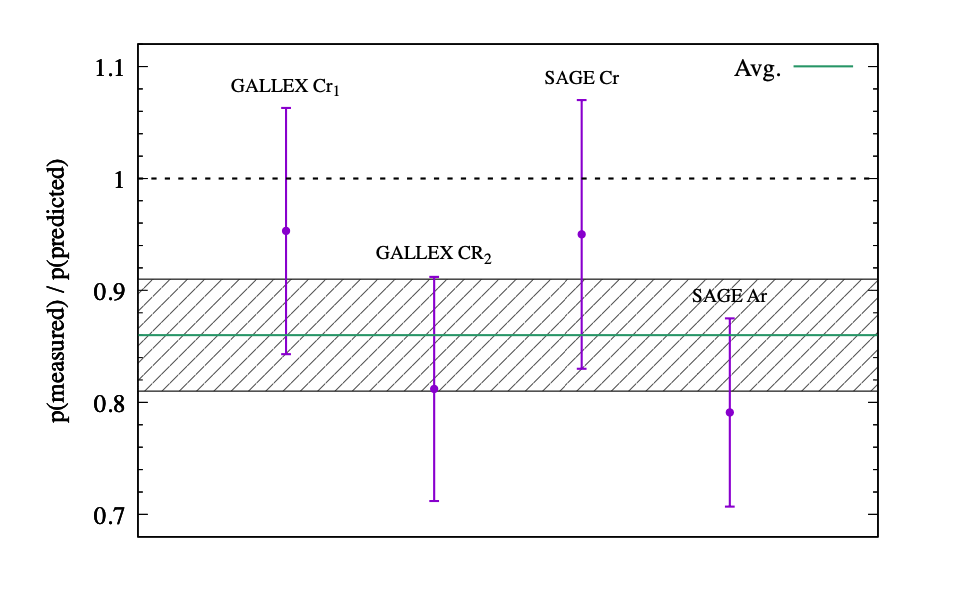 1.1
1
0.9
0.8
0.7
p(measured) / p(predicted)
Avg.
GALLEX Cr₁
SAGE Cr
GALLEX CR₂
SAGE Ar